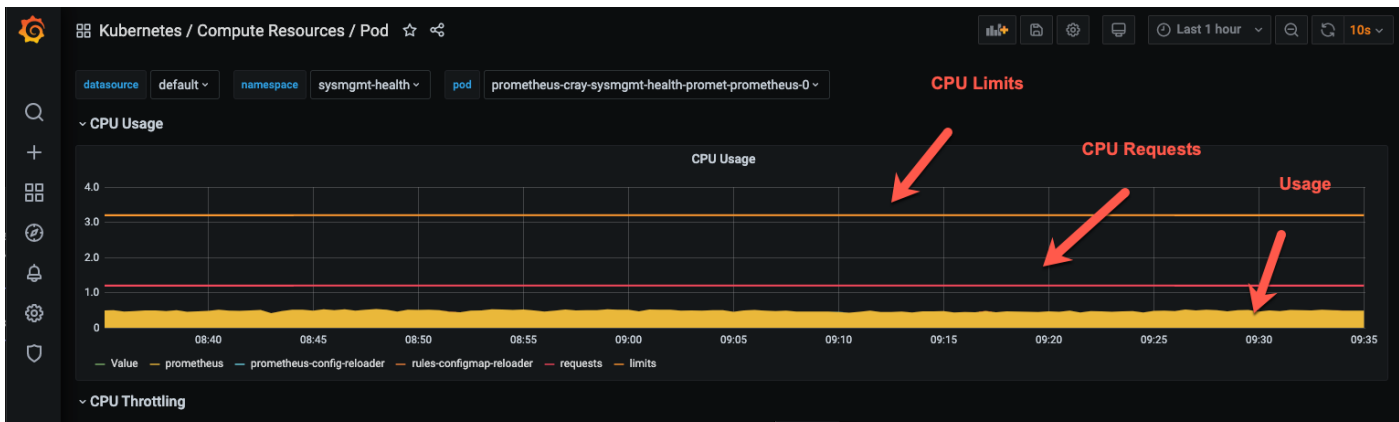 Kubernetes / Compute Resources / Pod
Last 1 hour
10s
datasource default namespace sysmgmt-health pod prometheus-cray-sysmgmt-health-promet-prometheus-0
CPU Limits
CPU Usage
CPU Requests
CPU Usage
Usage
4.0
3.0
2.0
1.0
0
08:40 08:45 08:50 08:55 09:00 09:05 09:10 09:15 09:20 09:25 09:30 09:35
Value prometheus prometheus-config-reloader rules-configmap-reloader requests limits
CPU Throttling